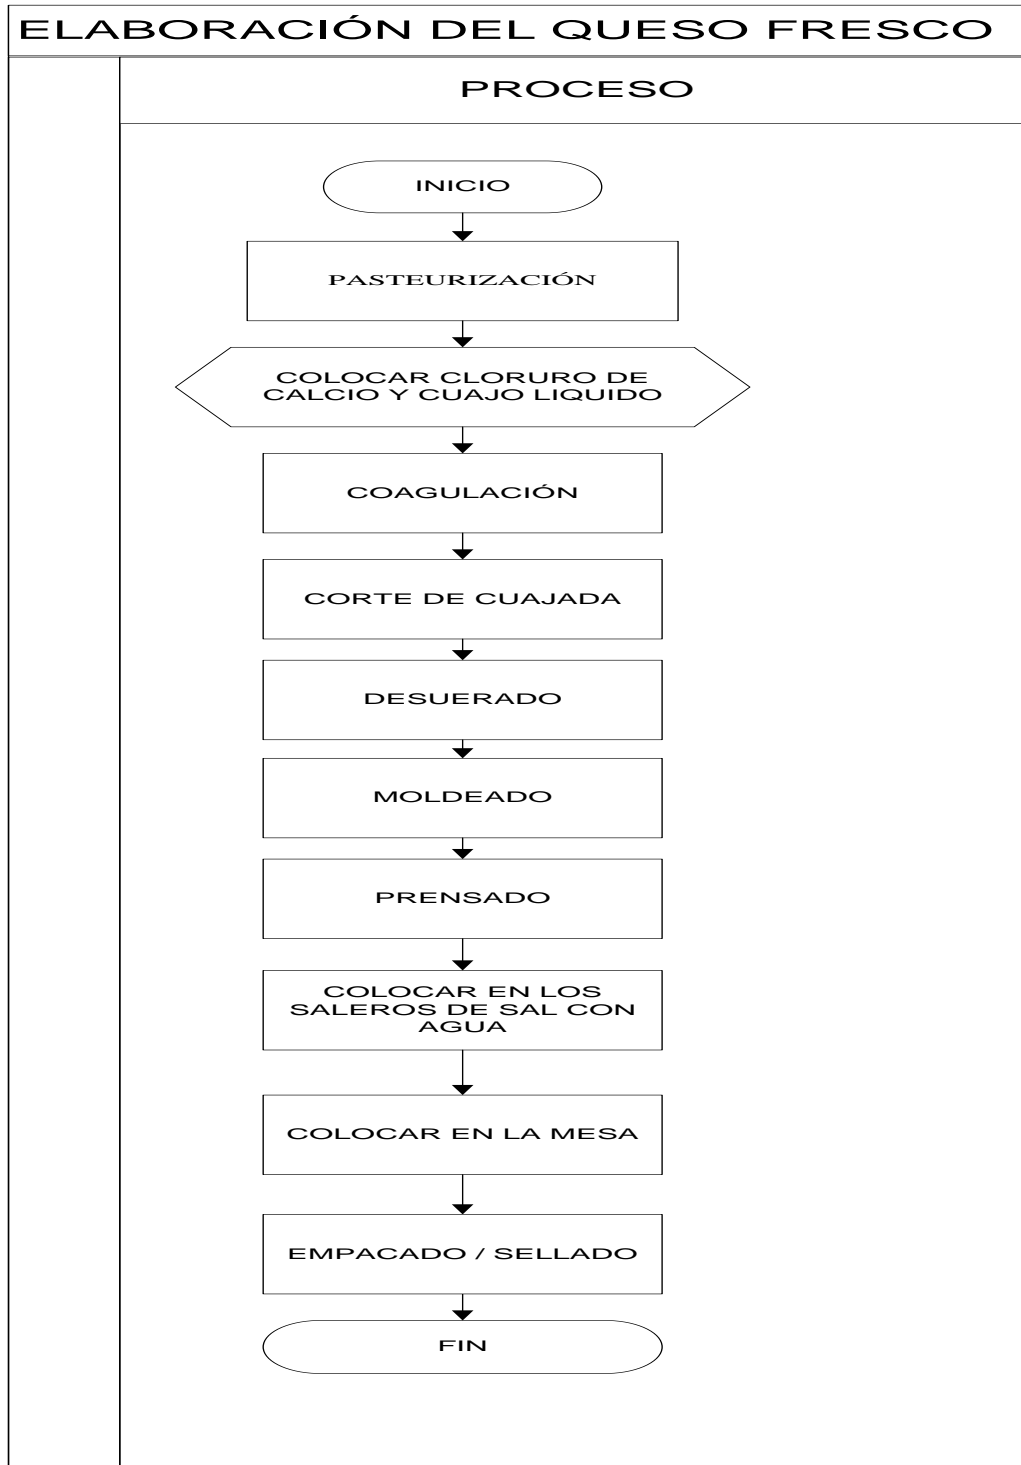 ELABORACIÓN DEL QUESO FRESCO
PROCESO
INICIO
PASTEURIZACIÓN
COLOCAR CLORURO DE
CALCIO Y CUAJO LIQUIDO
COAGULACIÓN
CORTE DE CUAJADA
DESUERADO
MOLDEADO
PRENSADO
COLOCAR EN LOS
SALEROS DE SAL CON
AGUA
COLOCAR EN LA MESA
EMPACADO / SELLADO
FIN